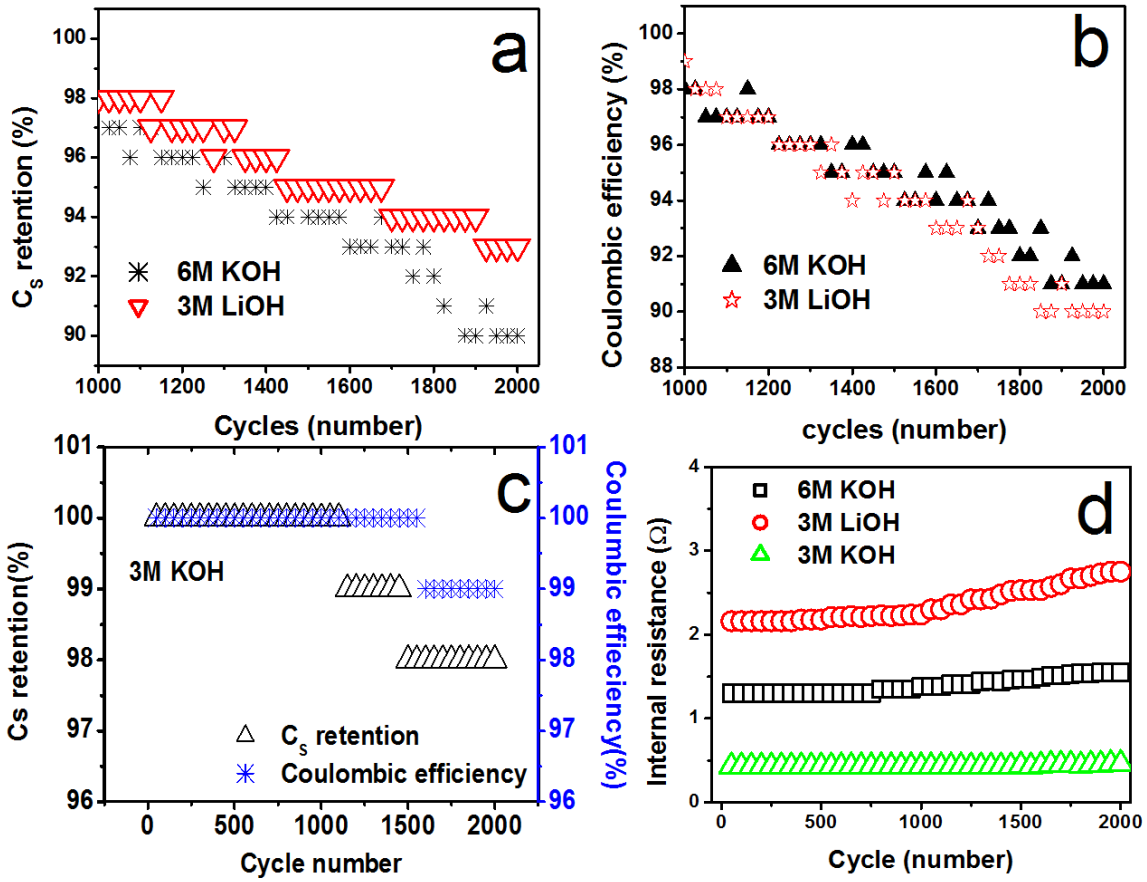 a
100
98
96
94
92
90
C_S retention (%)
6M KOH
3M LiOH
1000 1200 1400 1600 1800 2000
Cycles (number)
b
100
98
96
94
92
90
88
Coulombic efficiency (%)
6M KOH
3M LiOH
1000 1200 1400 1600 1800 2000
cycles (number)
c
101
100
99
98
97
96
Cs retention(%)
3M KOH
C_S retention
Coulombic efficiency
0 500 1000 1500 2000
Cycle number
101
100
99
98
97
96
Coulumbic effieciency(%)
d
4
3
2
1
0
Internal resistance (Ω)
6M KOH
3M LiOH
3M KOH
0 500 1000 1500 2000
Cycle (number)